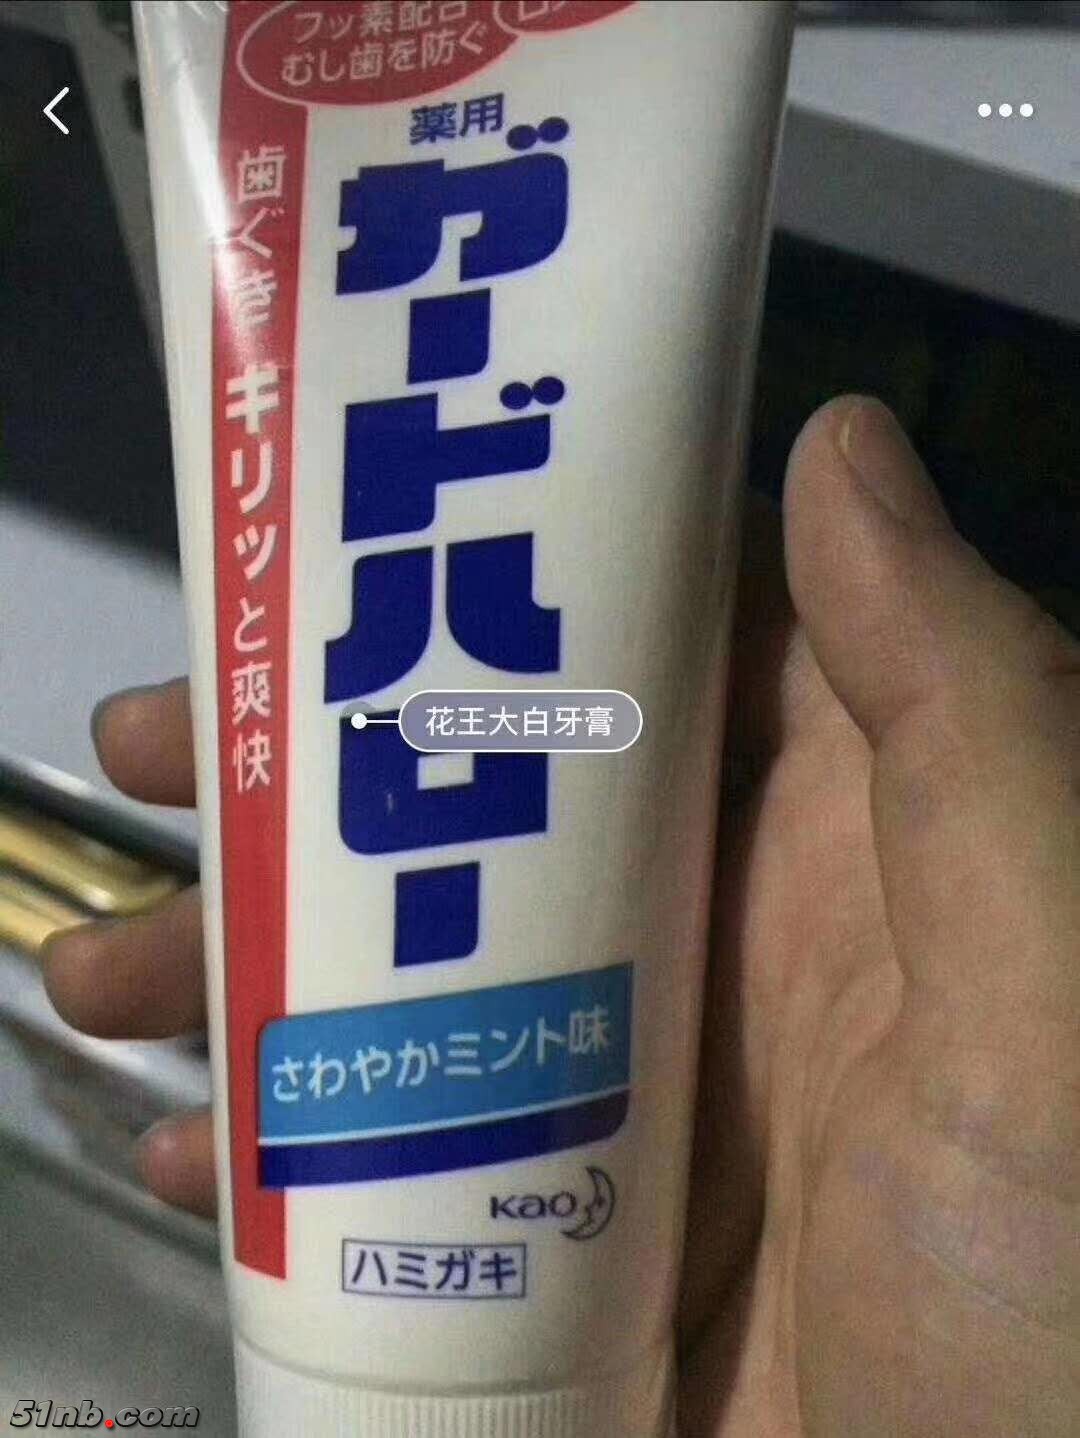 フッ素配合
むし歯を防ぐ
薬用
ガードハロー
歯ぐきキリッと爽快
花王大白牙膏
さわやかミント味
Kao
ハミガキ
51nb.com